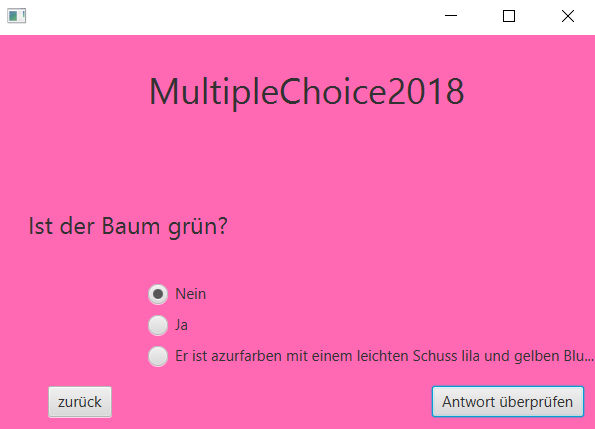 MultipleChoice2018
Ist der Baum grün?
Nein
Ja
Er ist azurfarben mit einem leichten Schuss lila und gelben Blu...
zurück
Antwort überprüfen